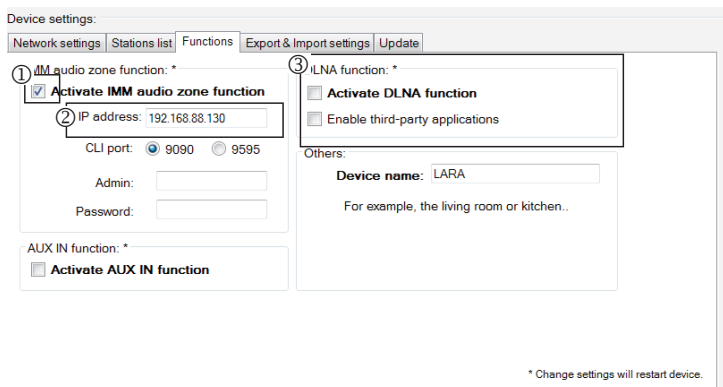 Device settings:
Network settings Stations list Functions Export & Import settings Update
① IMM audio zone function: *
Activate IMM audio zone function
② IP address: 192.168.88.130
CLI port: 9090 9595
Admin:
Password:
AUX IN function: *
Activate AUX IN function
③ DLNA function: *
Activate DLNA function
Enable third-party applications
Others:
Device name: LARA
For example, the living room or kitchen..
* Change settings will restart device.